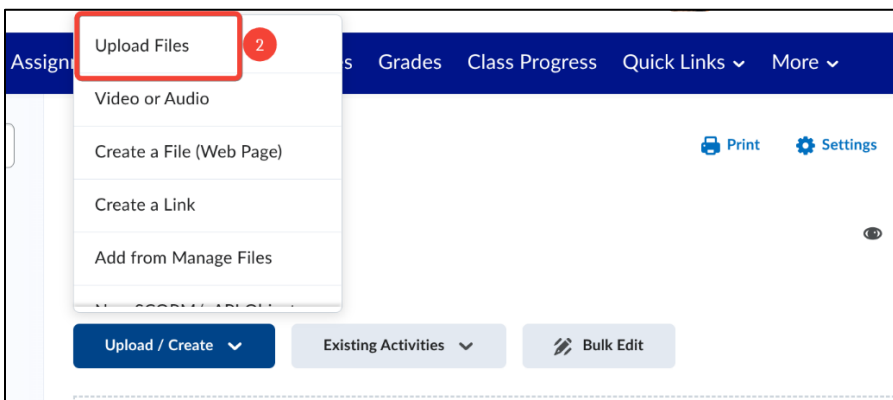 Upload Files 2
Assign s Grades Class Progress Quick Links More
Video or Audio
Create a File (Web Page)
Print Settings
Create a Link
Add from Manage Files
Upload / Create Existing Activities Bulk Edit